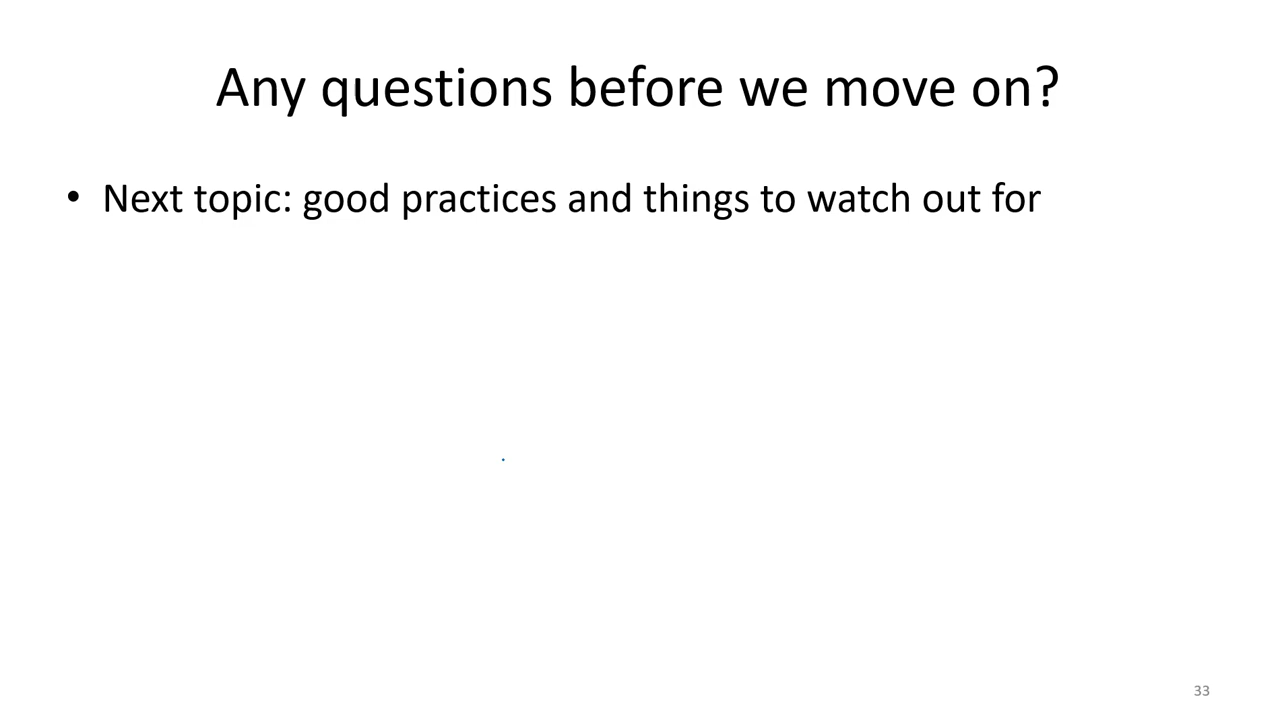 Any questions before we move on?
• Next topic: good practices and things to watch out for
33